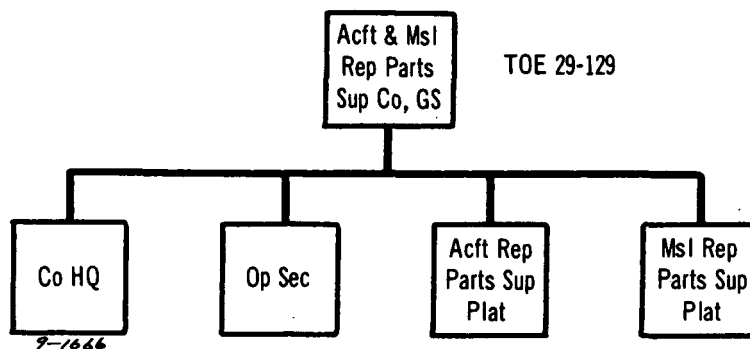 Acft & Msl
Rep Parts
Sup Co, GS
TOE 29-129
Co HQ
Op Sec
Acft Rep
Parts Sup
Plat
Msl Rep
Parts Sup
Plat
9-1666